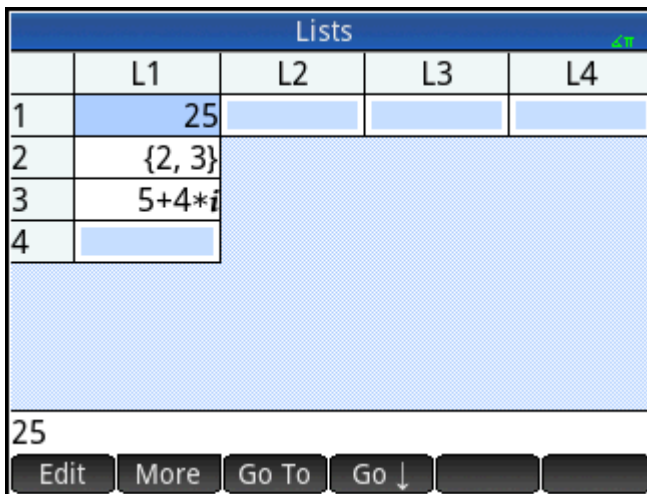 Lists
∡π
L1 L2 L3 L4
1 25
2 {2, 3}
3 5+4*i
4
25
Edit More Go To Go ↓